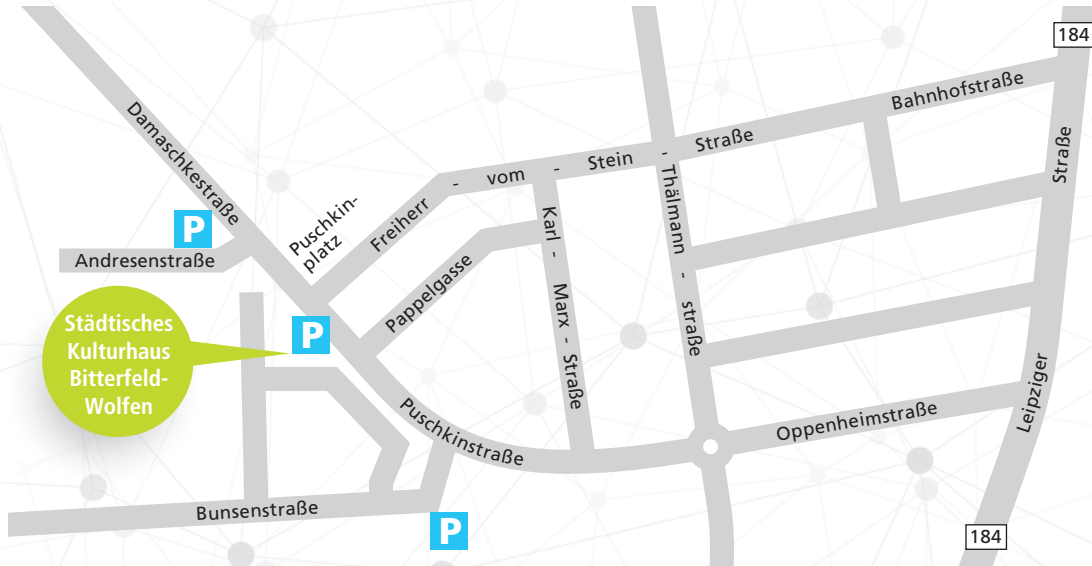 184
Bahnhofstraße
Straße
Damaschkestraße
Straße
-
Stein
-
vom
-
Freiherr
Puschkin-
platz
P
Andresenstraße
Thälmann - straße
Karl - Marx - Straße
Pappelgasse
Städtisches
Kulturhaus
Bitterfeld-
Wolfen
P
Leipziger
Puschkinstraße
Oppenheimstraße
Bunsenstraße
P
184